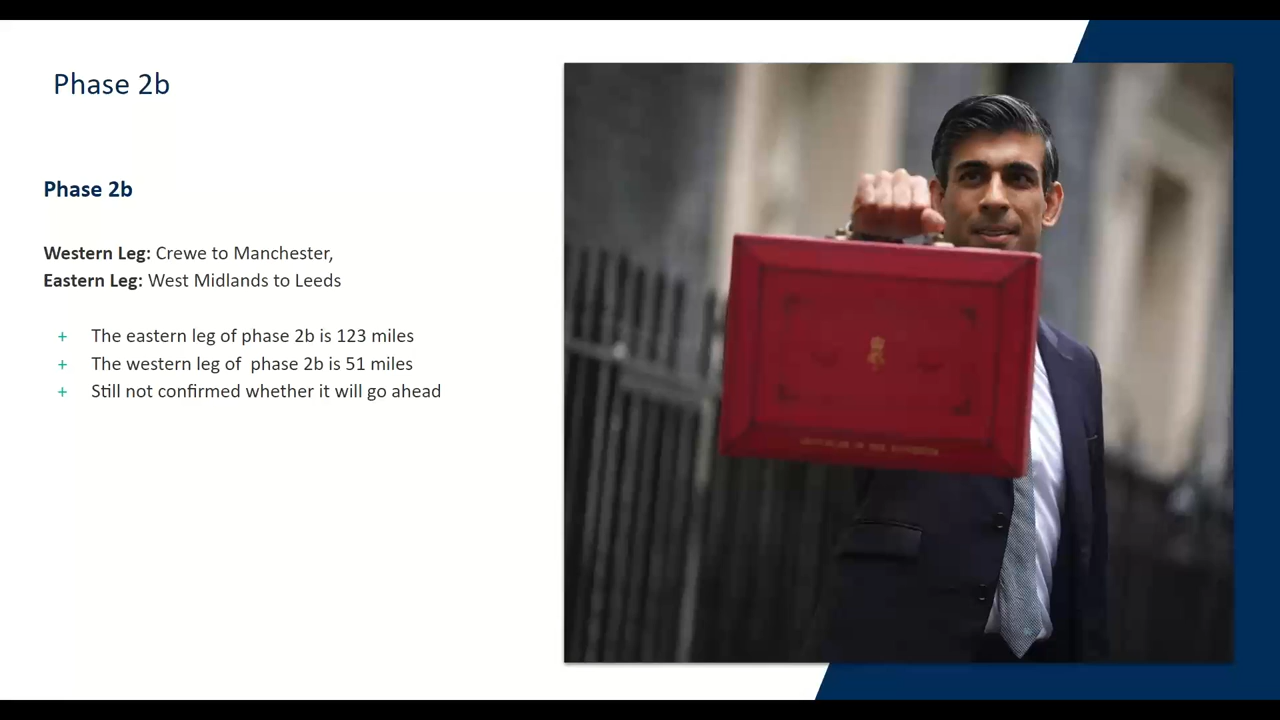 Phase 2b
Phase 2b
Western Leg: Crewe to Manchester,
Eastern Leg: West Midlands to Leeds
+ The eastern leg of phase 2b is 123 miles
+ The western leg of  phase 2b is 51 miles
+ Still not confirmed whether it will go ahead